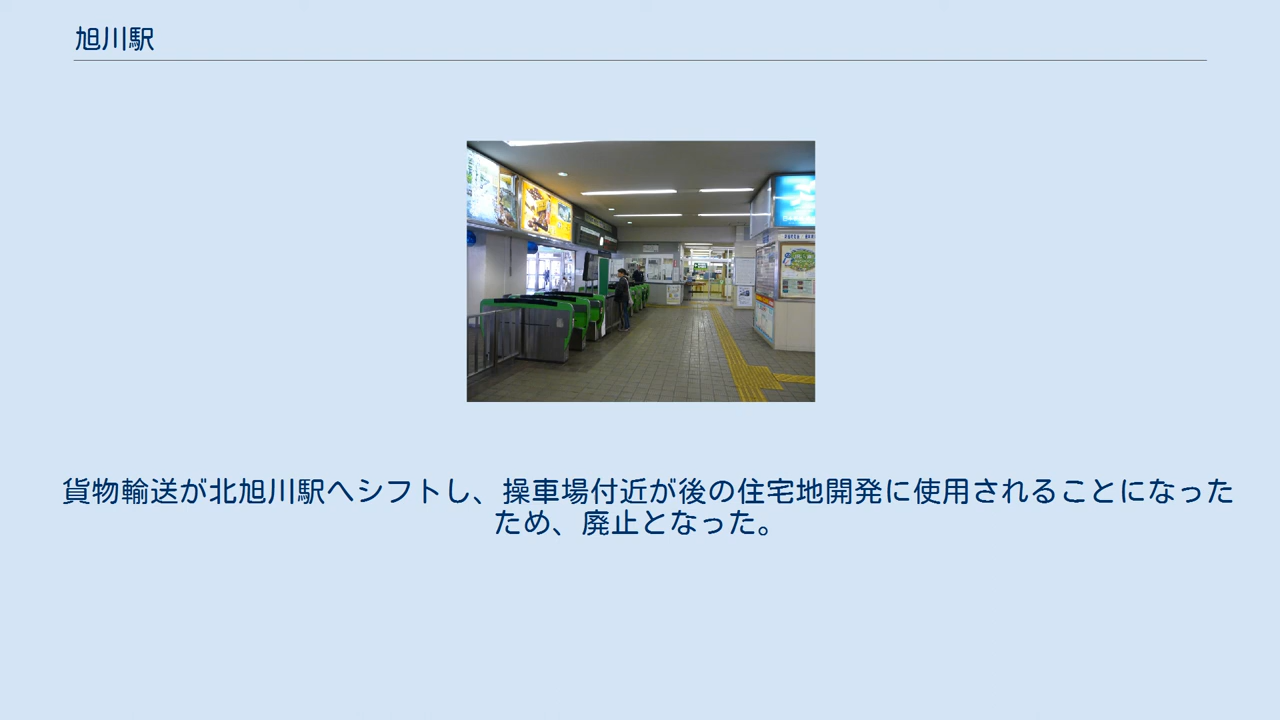 旭川駅
貨物輸送が北旭川駅へシフトし、操車場付近が後の住宅地開発に使用されることになった
ため、廃止となった。